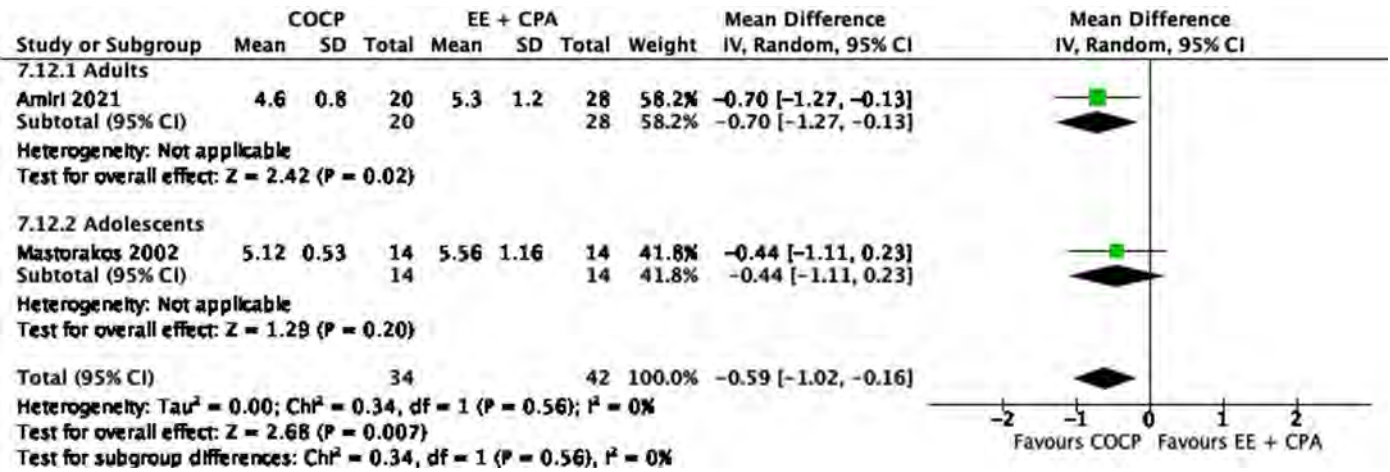 COCP EE + CPA Mean Difference Mean Difference
Study or Subgroup Mean SD Total Mean SD Total Weight IV, Random, 95% CI IV, Random, 95% CI
7.12.1 Adults
Amiri 2021 4.6 0.8 20 5.3 1.2 28 58.2% −0.70 [−1.27, −0.13]
Subtotal (95% CI) 20 28 58.2% −0.70 [−1.27, −0.13]
Heterogeneity: Not applicable
Test for overall effect: Z = 2.42 (P = 0.02)
7.12.2 Adolescents
Mastorakos 2002 5.12 0.53 14 5.56 1.16 14 41.8% −0.44 [−1.11, 0.23]
Subtotal (95% CI) 14 14 41.8% −0.44 [−1.11, 0.23]
Heterogeneity: Not applicable
Test for overall effect: Z = 1.29 (P = 0.20)
Total (95% CI) 34 42 100.0% −0.59 [−1.02, −0.16]
Heterogeneity: Tau² = 0.00; Chi² = 0.34, df = 1 (P = 0.56); I² = 0%
Test for overall effect: Z = 2.68 (P = 0.007)
Test for subgroup differences: Chi² = 0.34, df = 1 (P = 0.56), I² = 0%
−2 −1 0 1 2
Favours COCP Favours EE + CPA